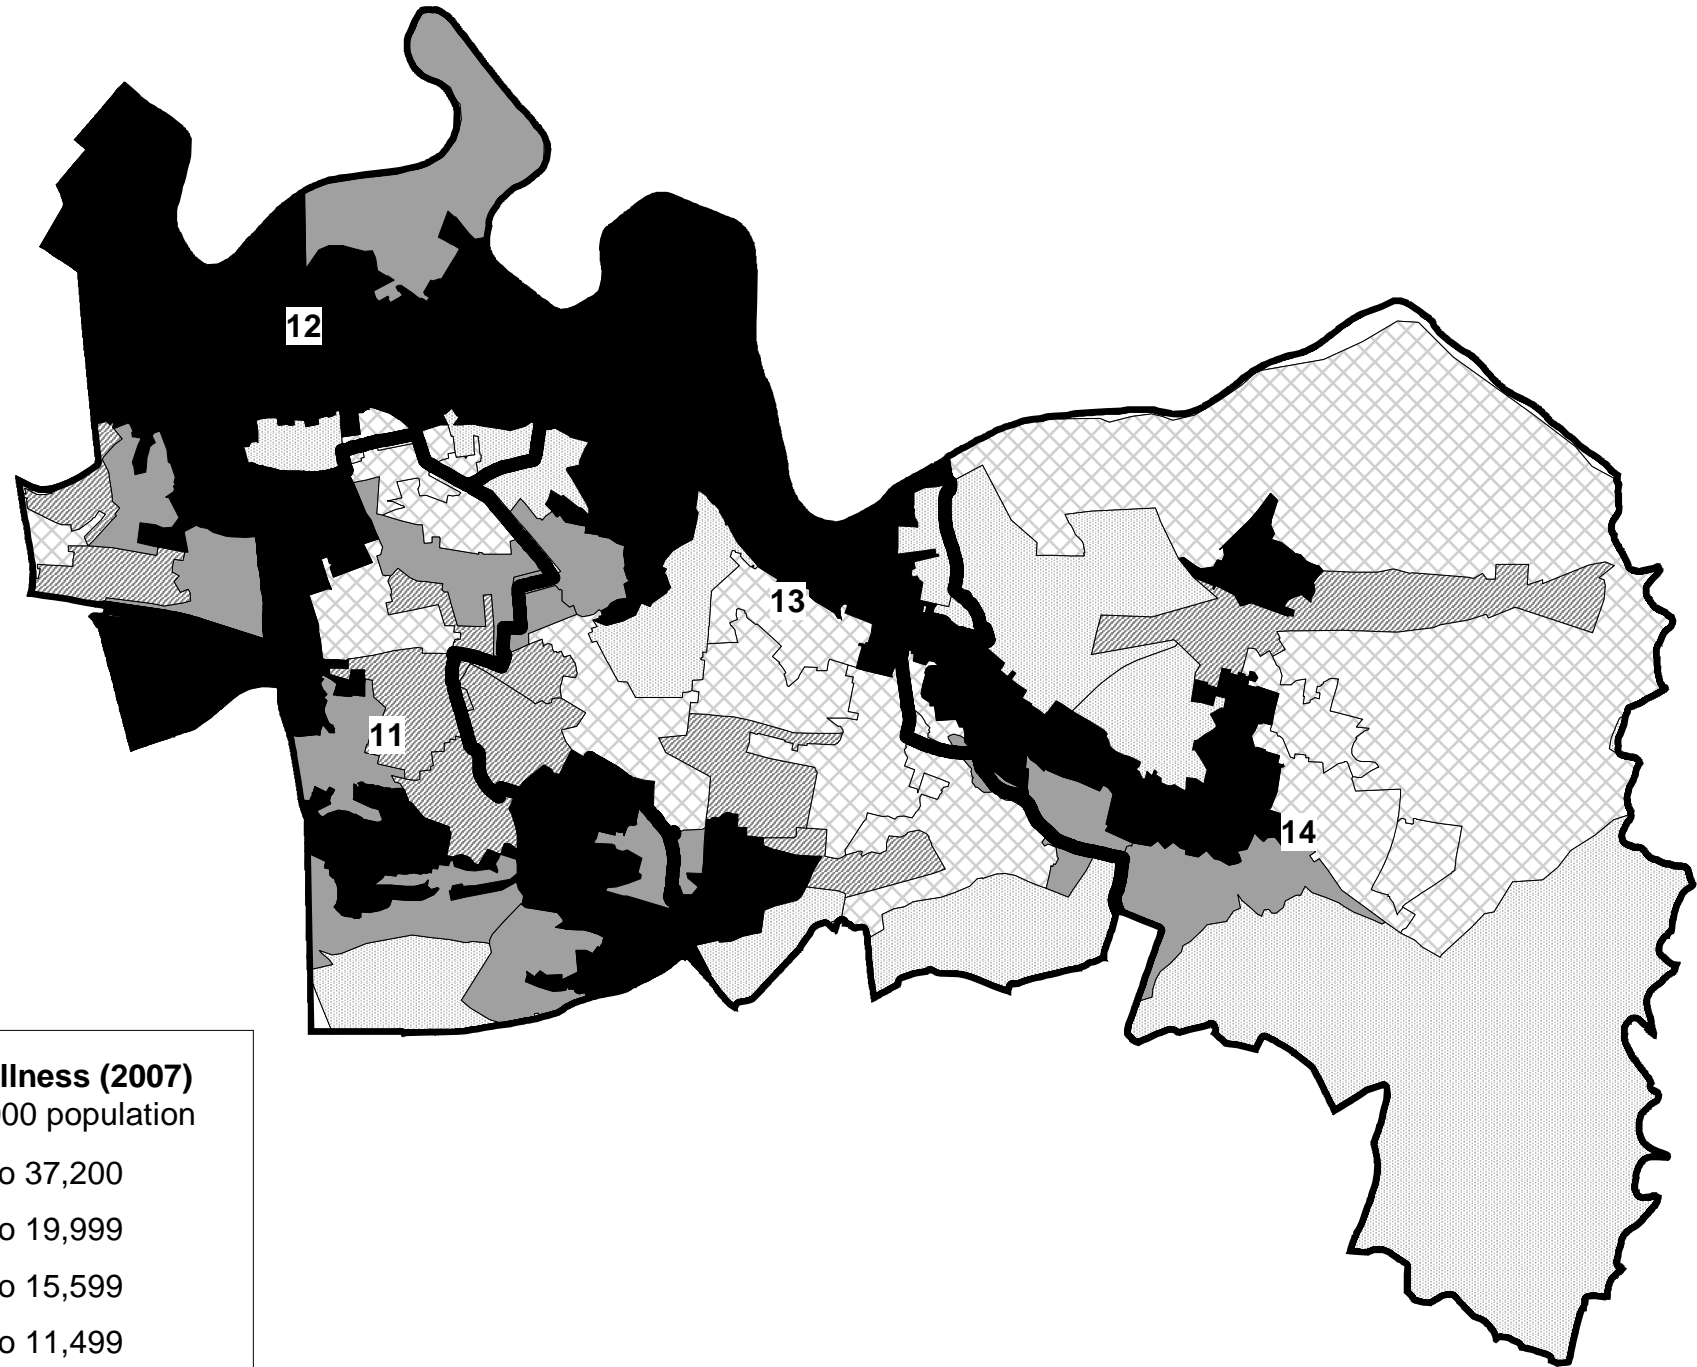 12
13
11
14
llness (2007)
00 population
o 37,200
o 19,999
o 15,599
o 11,499